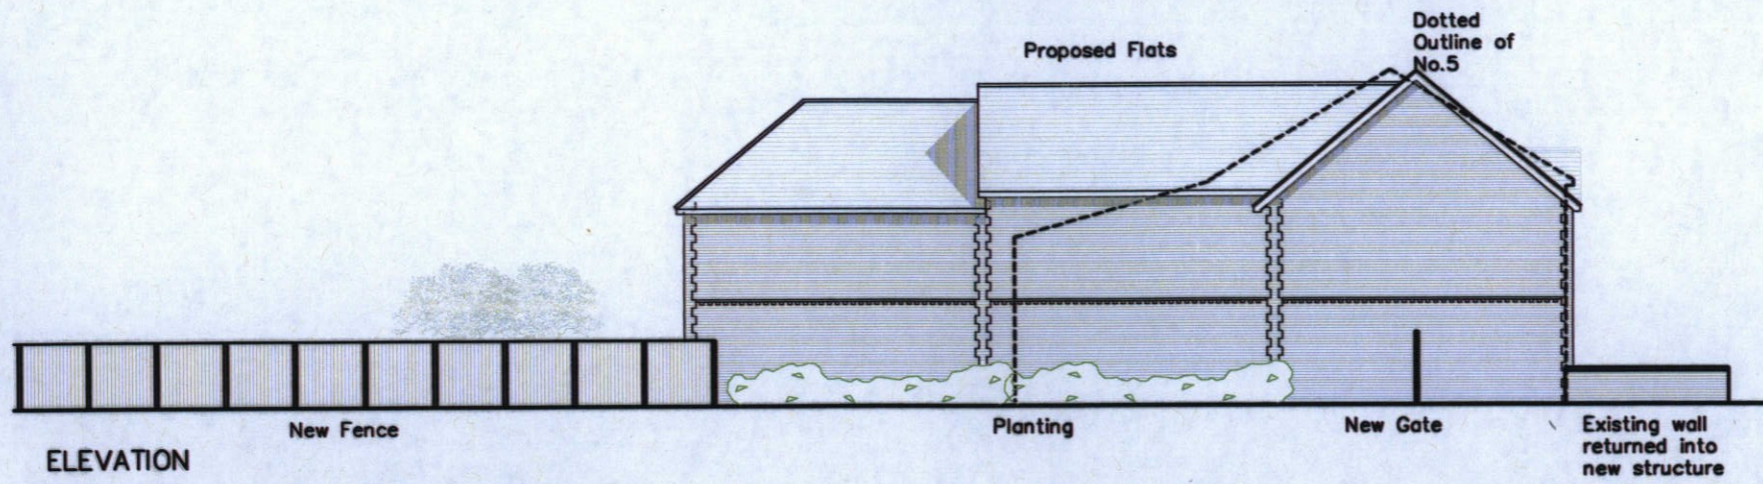 Proposed Flats
Dotted
Outline of
No.5
New Fence
Planting
New Gate
Existing wall
returned into
new structure
ELEVATION